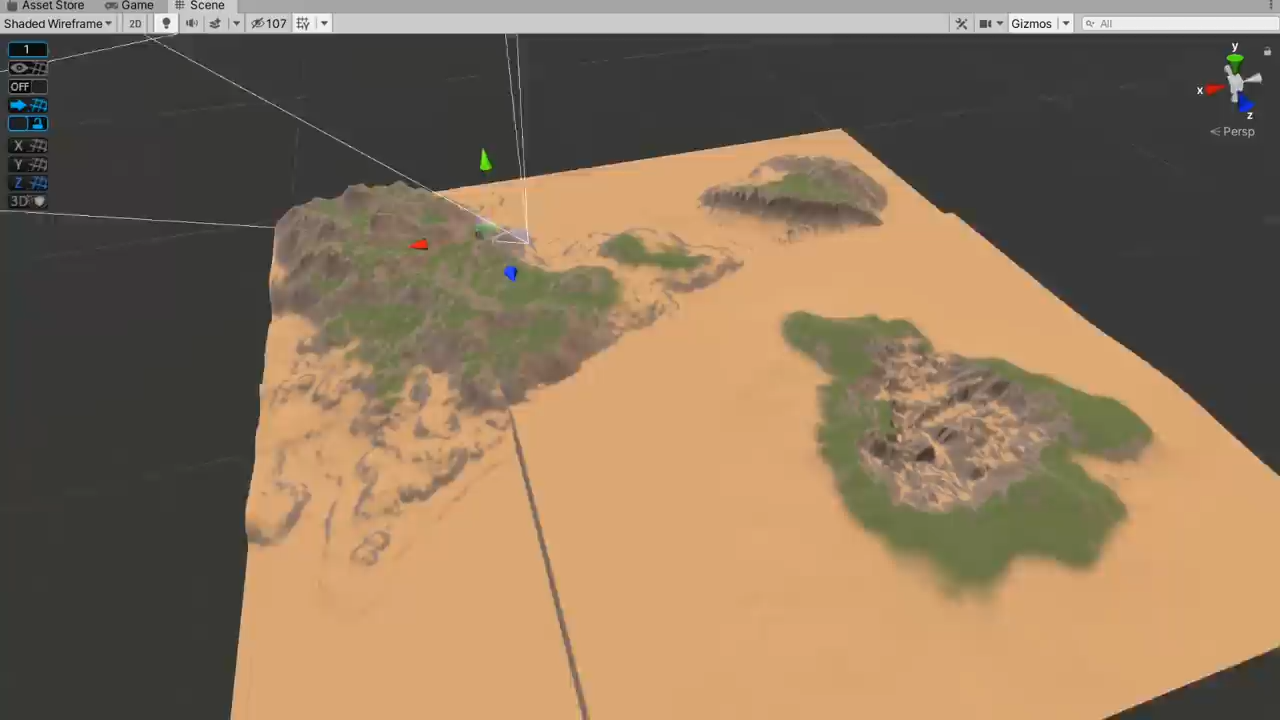 Asset Store Game Scene
Shaded Wireframe 2D 107 Gizmos All
1
OFF
X
Y
Z
3D
y
x
z
Persp